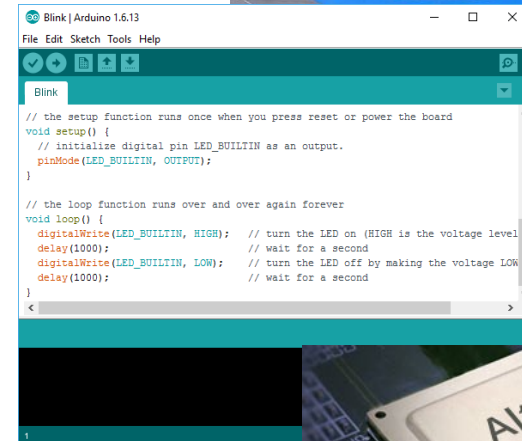 Blink | Arduino 1.6.13
File Edit Sketch Tools Help
Blink
// the setup function runs once when you press reset or power the board
void setup() {
  // initialize digital pin LED_BUILTIN as an output.
  pinMode(LED_BUILTIN, OUTPUT);
}

// the loop function runs over and over again forever
void loop() {
  digitalWrite(LED_BUILTIN, HIGH);   // turn the LED on (HIGH is the voltage level
  delay(1000);                       // wait for a second
  digitalWrite(LED_BUILTIN, LOW);    // turn the LED off by making the voltage LOW
  delay(1000);                       // wait for a second
}
1